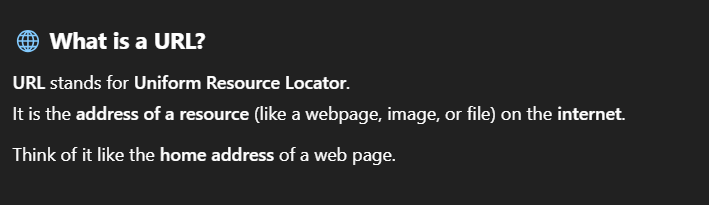 What is a URL?
URL stands for Uniform Resource Locator.
It is the address of a resource (like a webpage, image, or file) on the internet.
Think of it like the home address of a web page.